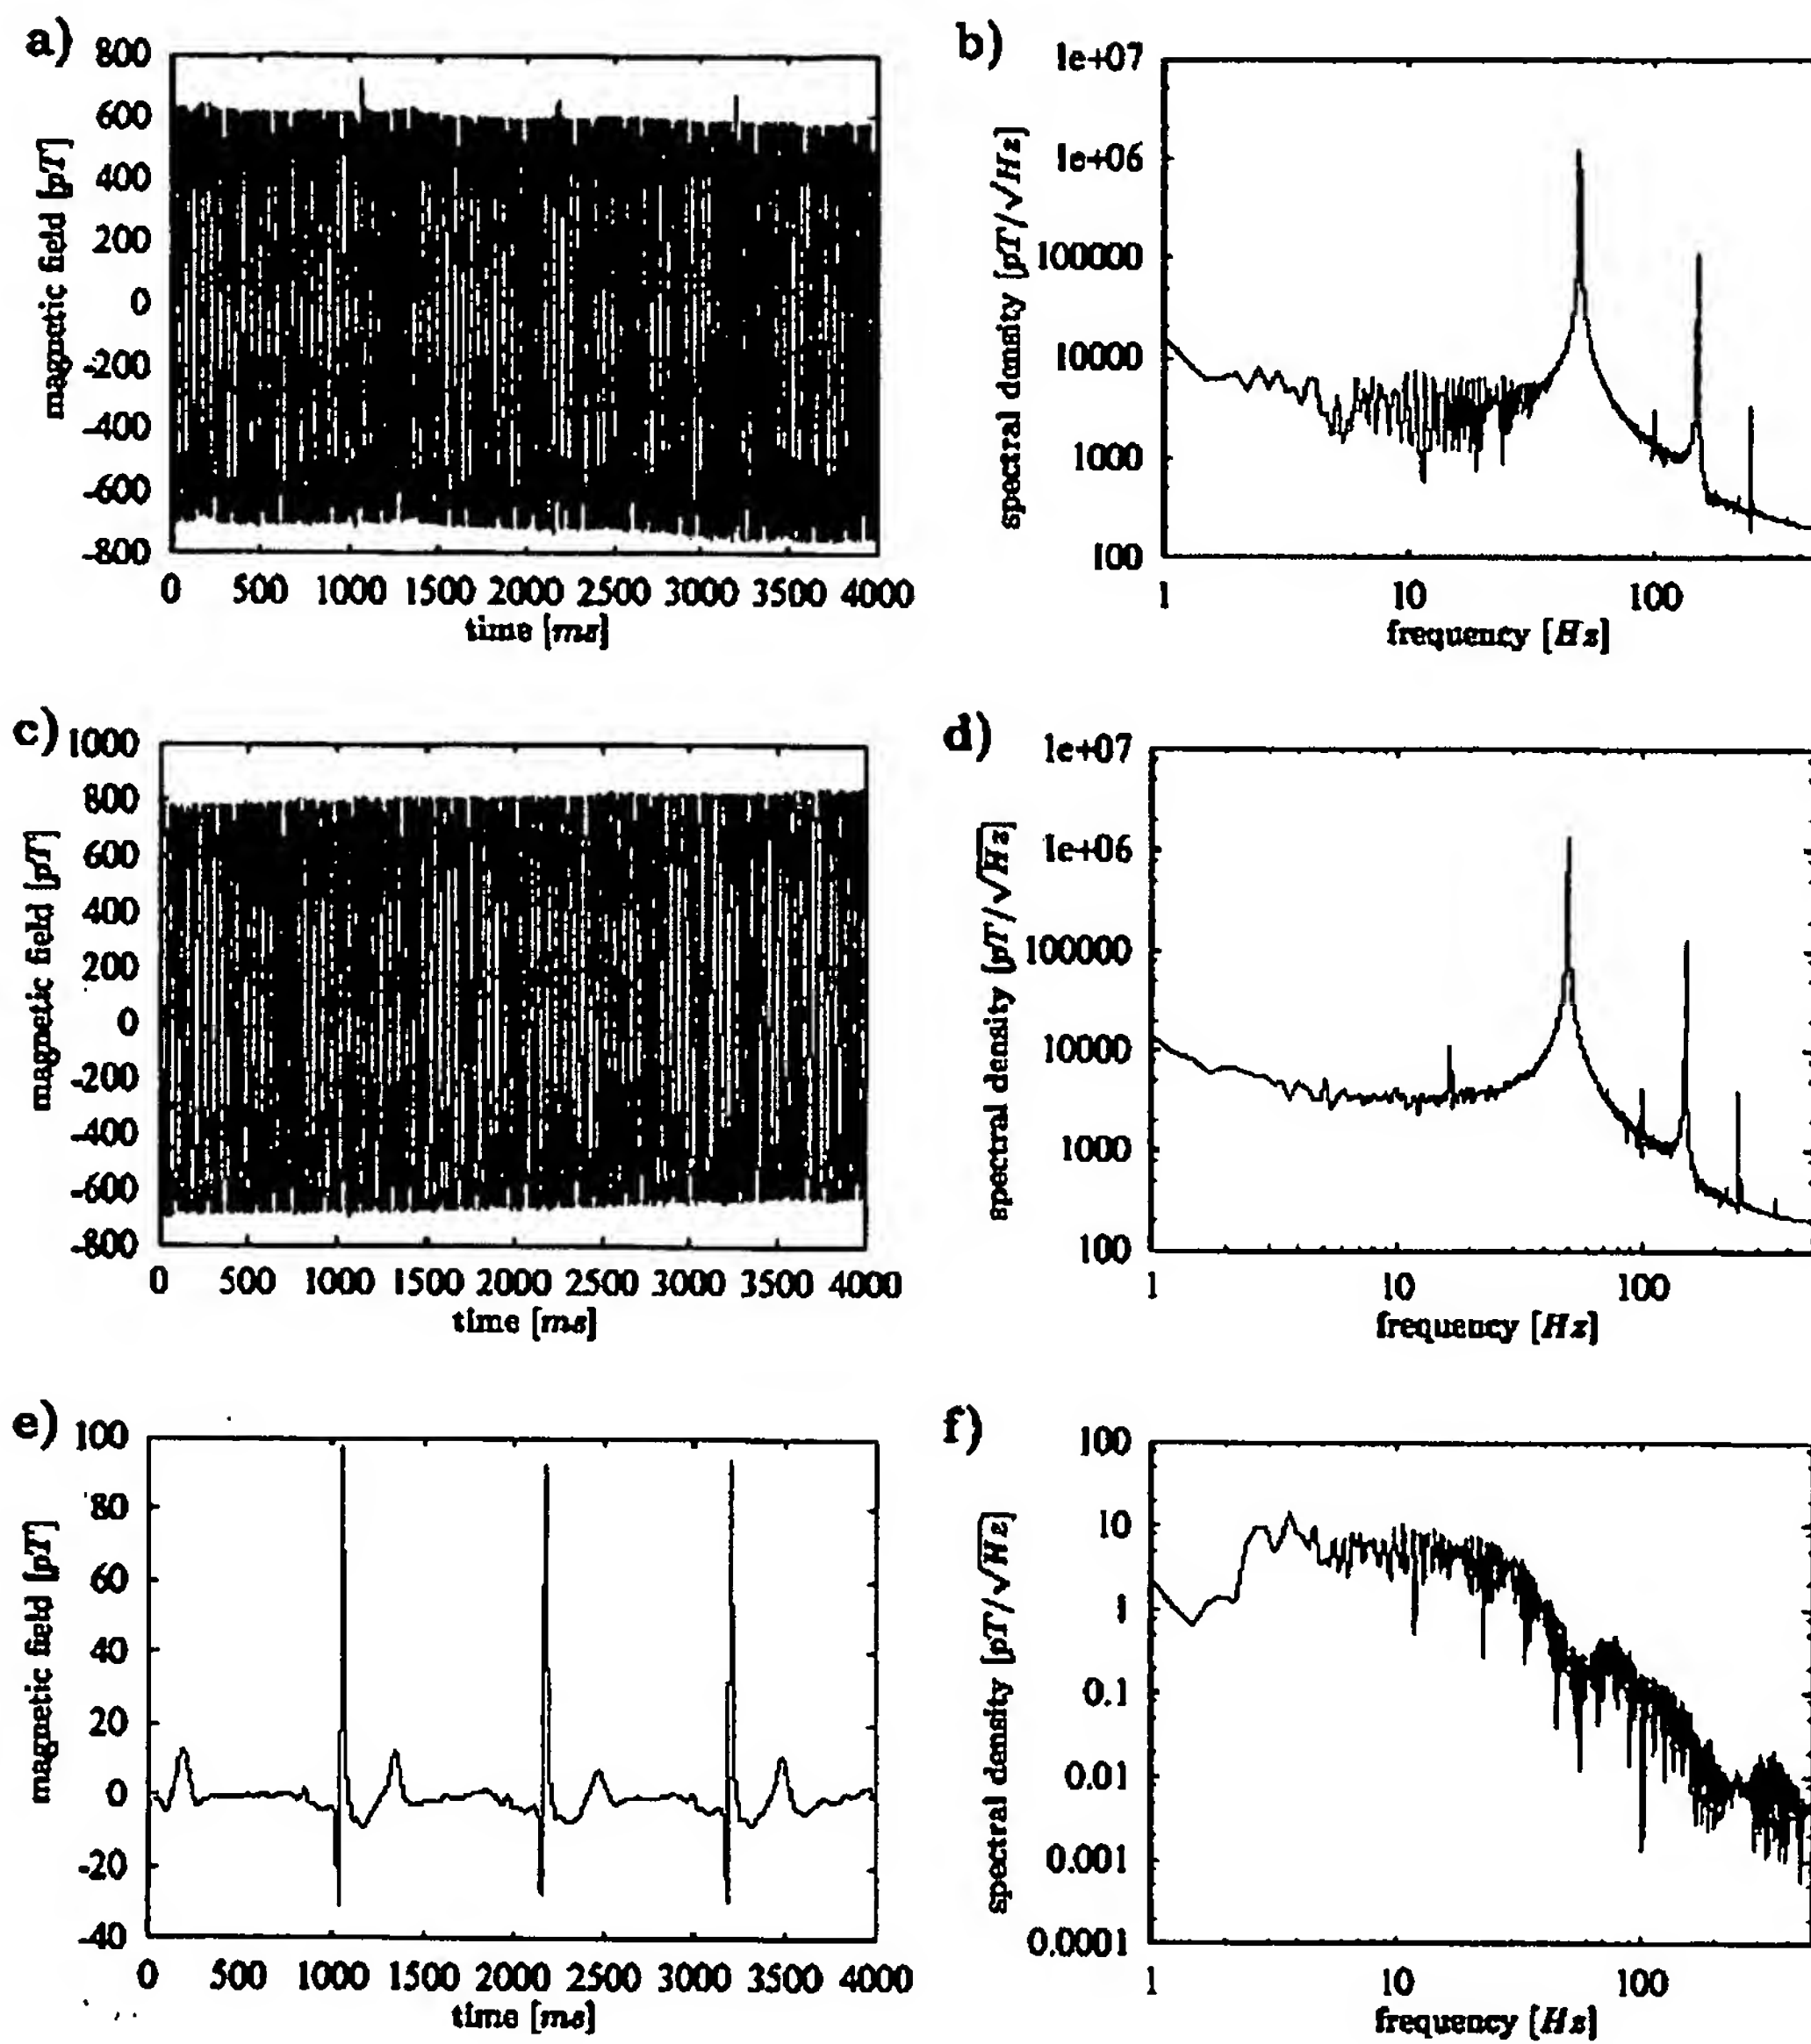 a)
800
600
400
200
0
-200
-400
-600
-800
magnetic field [pT]
0 500 1000 1500 2000 2500 3000 3500 4000
time [ms]
b)
1e+07
1e+06
100000
10000
1000
100
spectral density [pT/√Hz]
1 10 100
frequency [Hz]
c)
1000
800
600
400
200
0
-200
-400
-600
-800
magnetic field [pT]
0 500 1000 1500 2000 2500 3000 3500 4000
time [ms]
d)
1e+07
1e+06
100000
10000
1000
100
spectral density [pT/√Hz]
1 10 100
frequency [Hz]
e)
100
80
60
40
20
0
-20
-40
magnetic field [pT]
0 500 1000 1500 2000 2500 3000 3500 4000
time [ms]
f)
100
10
1
0.1
0.01
0.001
0.0001
spectral density [pT/√Hz]
1 10 100
frequency [Hz]